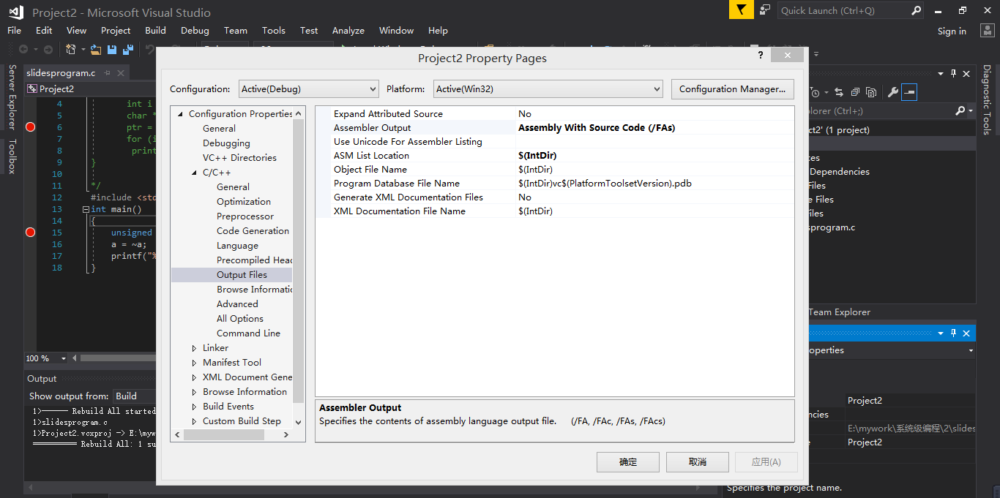 Project2 - Microsoft Visual Studio
Quick Launch (Ctrl+Q)
File Edit View Project Build Debug Team Tools Test Analyze Window Help
Sign in
Server Explorer
Toolbox
slidesprogram.c
Project2
4 int i
5 char *
6 ptr =
7 for (i
8 print
9 }
10
11 */
12 #include <std
13 int main()
14 {
15 unsigned
16 a = ~a;
17 printf("%
18 }
100 %
Output
Show output from: Build
1>------ Rebuild All started
1>slidesprogram.c
1>Project2.vcxproj -> E:\myw
========== Rebuild All: 1 su
Project2 Property Pages
?
Configuration: Active(Debug) Platform: Active(Win32) Configuration Manager...
Configuration Properties
General
Debugging
VC++ Directories
C/C++
General
Optimization
Preprocessor
Code Generation
Language
Precompiled Head
Output Files
Browse Informatic
Advanced
All Options
Command Line
Linker
Manifest Tool
XML Document Gene
Browse Information
Build Events
Custom Build Step
Expand Attributed Source No
Assembler Output Assembly With Source Code (/FAs)
Use Unicode For Assembler Listing
ASM List Location $(IntDir)
Object File Name $(IntDir)
Program Database File Name $(IntDir)vc$(PlatformToolsetVersion).pdb
Generate XML Documentation Files No
XML Documentation File Name $(IntDir)
Assembler Output
Specifies the contents of assembly language output file. (/FA, /FAc, /FAs, /FAcs)
确定 取消 应用(A)
Diagnostic Tools
lorer (Ctrl+;)
ct2' (1 project)
ces
Dependencies
Files
e Files
iles
program.c
Team Explorer
operties
Project2
encies
E:\mywork\系统级编程\2\slides
e Project2
Specifies the project name.